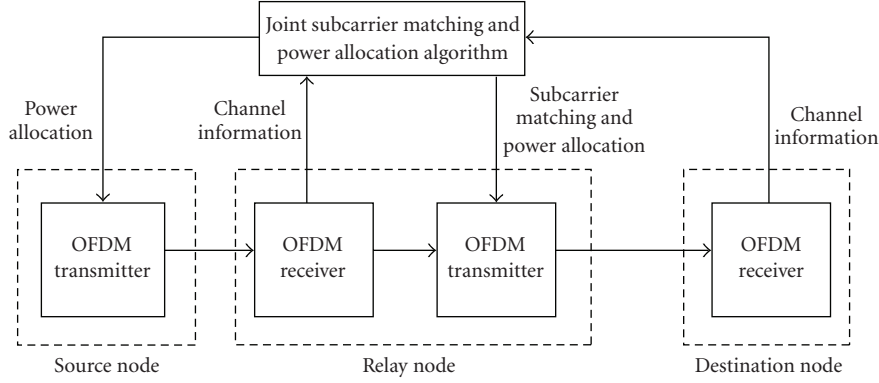 Joint subcarrier matching and
power allocation algorithm
Power
allocation
Channel
information
Subcarrier
matching and
power allocation
Channel
information
OFDM
transmitter
OFDM
receiver
OFDM
transmitter
OFDM
receiver
Source node
Relay node
Destination node